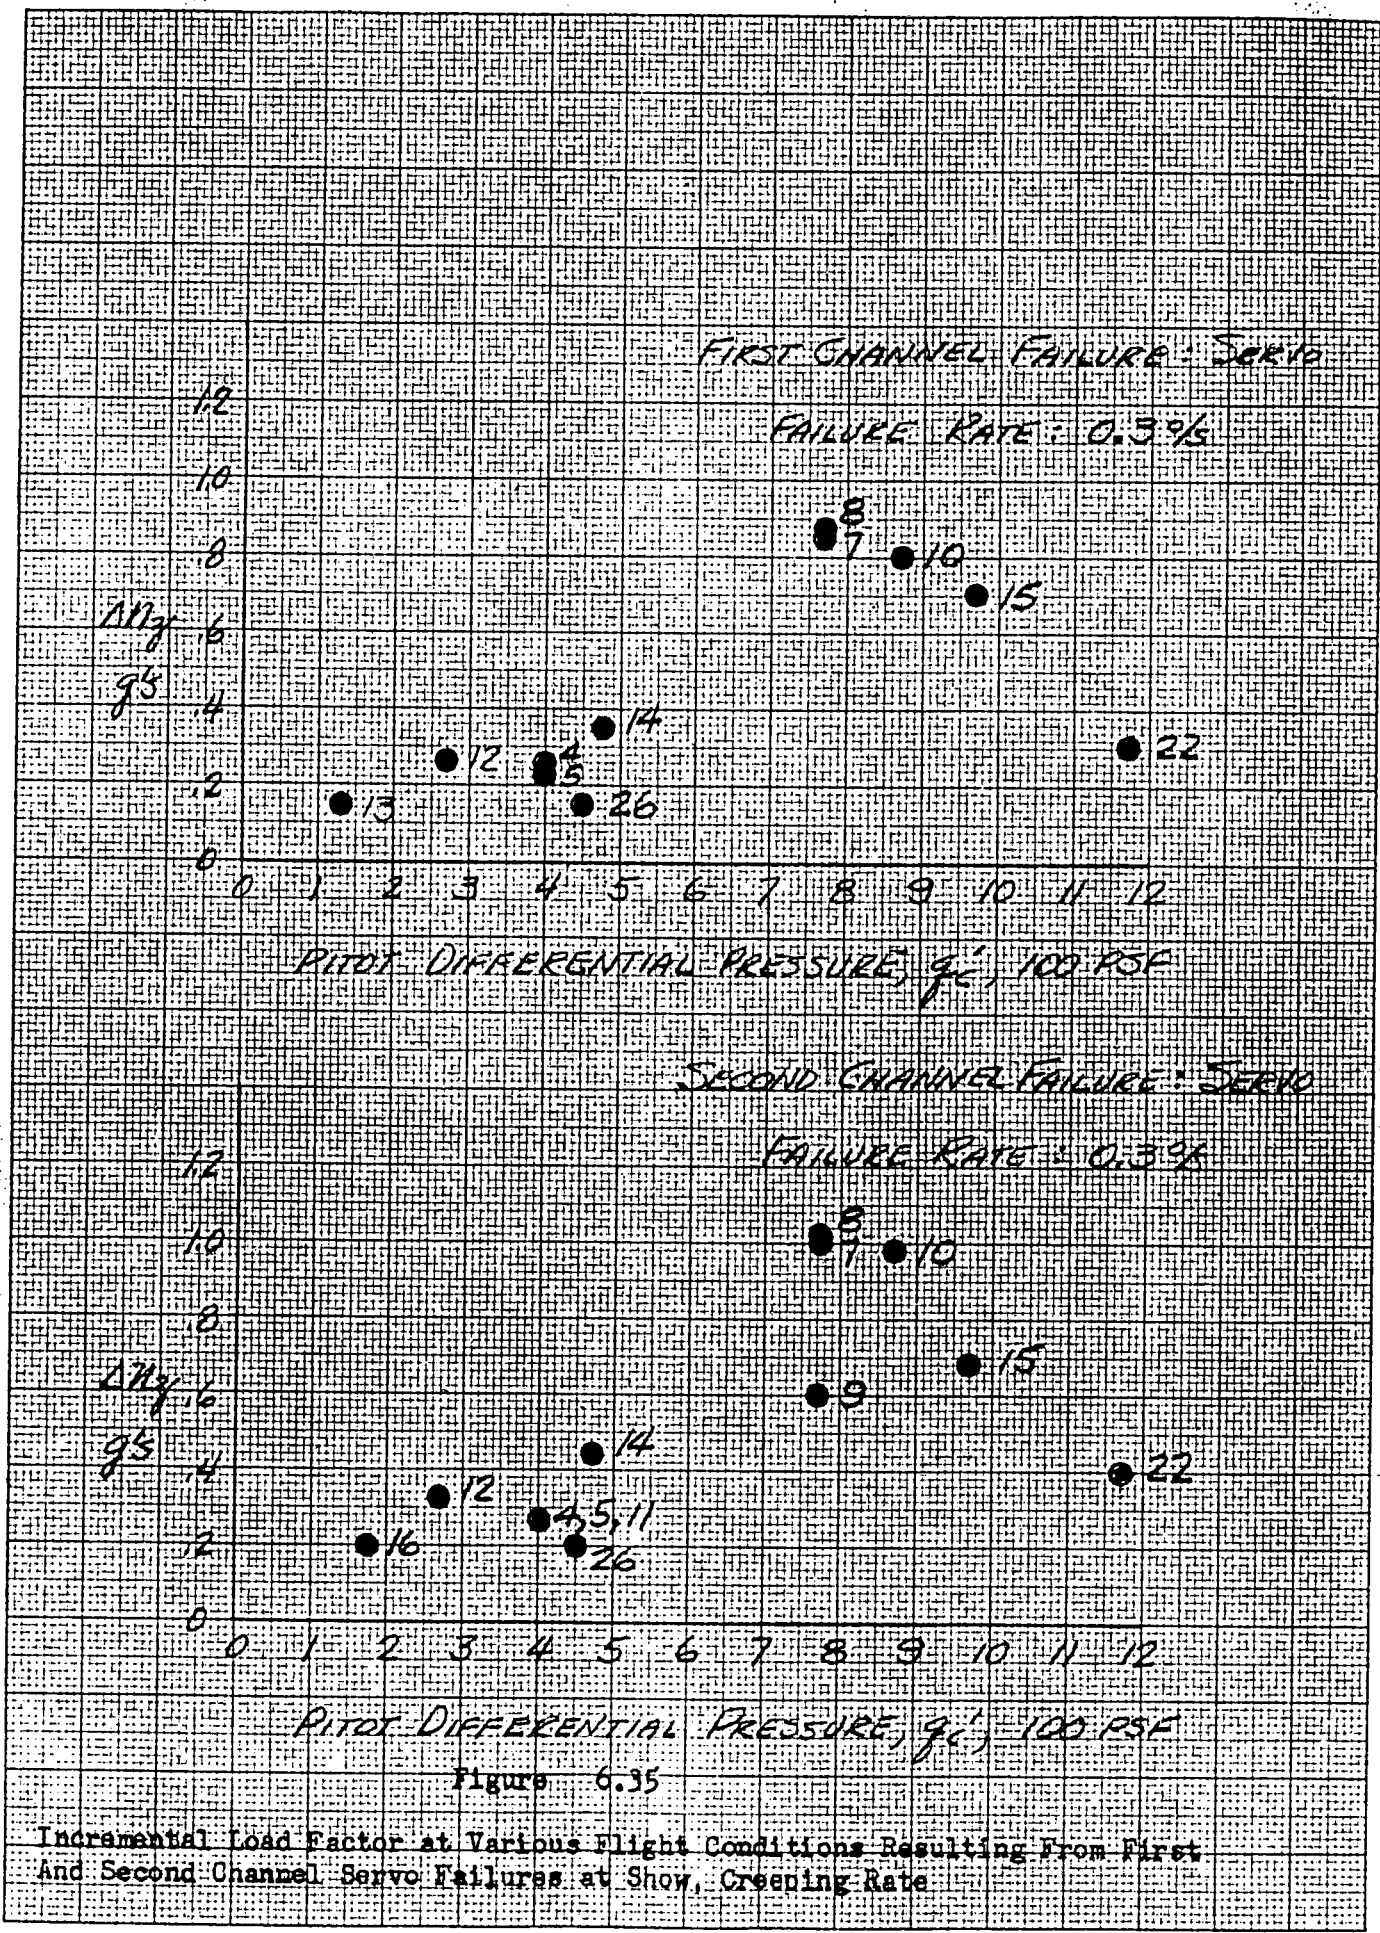 FIRST CHANNEL FAILURE: SERVO
FAILURE RATE: 0.3°/s
1.2
1.0
.8
.6
.4
.2
0
Δnz
g's
8
7
10
15
14
12
4
5
13
26
22
0 1 2 3 4 5 6 7 8 9 10 11 12
PITOT DIFFERENTIAL PRESSURE, qc', 100 PSF
SECOND CHANNEL FAILURE: SERVO
FAILURE RATE: 0.3°/s
1.2
1.0
.8
.6
.4
.2
0
Δnz
g's
8
7
10
15
9
14
12
4,5,11
16
26
22
0 1 2 3 4 5 6 7 8 9 10 11 12
PITOT DIFFERENTIAL PRESSURE, qc', 100 PSF
Figure 6.35
Incremental Load Factor at Various Flight Conditions Resulting From First
And Second Channel Servo Failures at Show, Creeping Rate